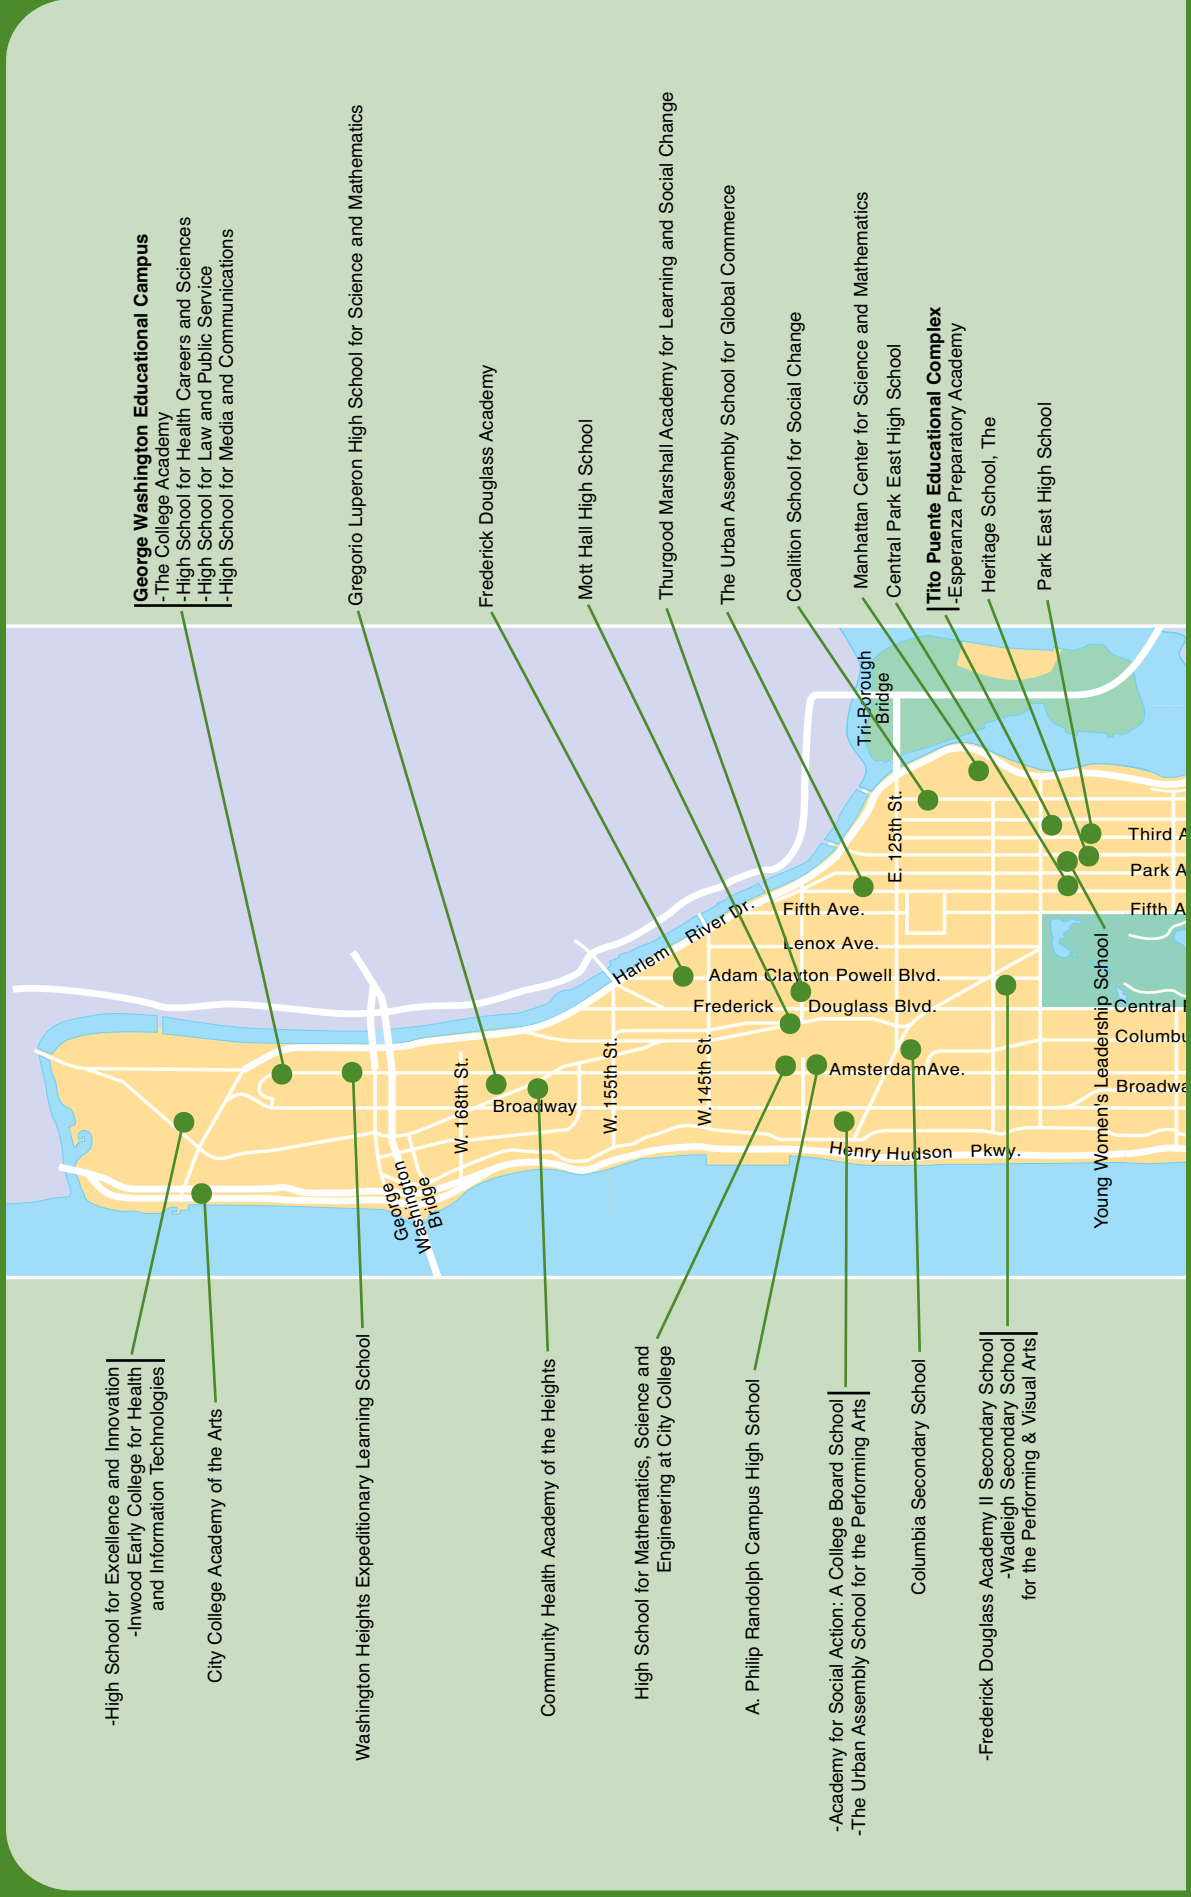 George Washington Educational Campus
-The College Academy
-High School for Health Careers and Sciences
-High School for Law and Public Service
-High School for Media and Communications
Gregorio Luperon High School for Science and Mathematics
Frederick Douglass Academy
Mott Hall High School
Thurgood Marshall Academy for Learning and Social Change
The Urban Assembly School for Global Commerce
Coalition School for Social Change
Manhattan Center for Science and Mathematics
Central Park East High School
Tito Puente Educational Complex
-Esperanza Preparatory Academy
Heritage School, The
Park East High School
Tri-Borough
Bridge
E. 125th St.
Third A
Park A
Fifth Ave.
Fifth A
Harlem River Dr.
Lenox Ave.
Adam Clayton Powell Blvd.
Frederick Douglass Blvd.
Central P
Columbu
AmsterdamAve.
Broadway
Broadwa
W. 168th St.
W. 155th St.
W.145th St.
Henry Hudson Pkwy.
George
Washington
Bridge
Young Women's Leadership School
-High School for Excellence and Innovation
-Inwood Early College for Health
and Information Technologies
City College Academy of the Arts
Washington Heights Expeditionary Learning School
Community Health Academy of the Heights
High School for Mathematics, Science and
Engineering at City College
A. Philip Randolph Campus High School
-Academy for Social Action: A College Board School
-The Urban Assembly School for the Performing Arts
Columbia Secondary School
-Frederick Douglass Academy II Secondary School
-Wadleigh Secondary School
for the Performing & Visual Arts